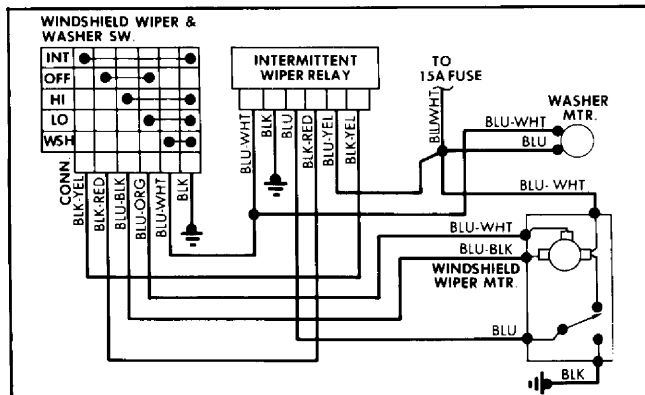 WINDSHIELD WIPER &
WASHER SW.
INT
OFF
HI
LO
WSH
CONN.
BLK-YEL
BLK-RED
BLU-BLK
BLU-ORG
BLU-WHT
BLK
INTERMITTENT
WIPER RELAY
BLU-WHT
BLK
BLU
BLK-RED
BLU-YEL
BLK-YEL
TO
15A FUSE
BLU/WHT
WASHER
MTR.
BLU-WHT
BLU
BLU-WHT
BLU-WHT
BLU-BLK
WINDSHIELD
WIPER MTR.
BLU
BLK